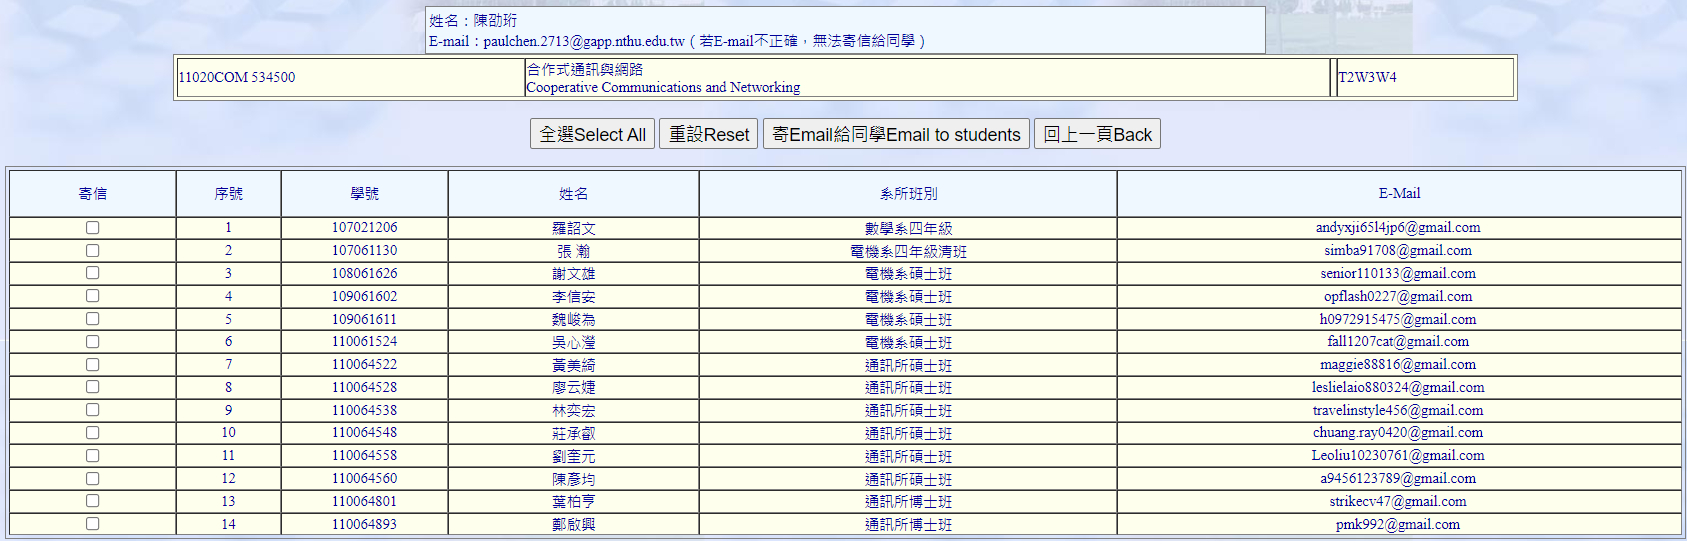 姓名：陳劭珩
E-mail：paulchen.2713@gapp.nthu.edu.tw ( 若E-mail不正確，無法寄信給同學 )
11020COM 534500 合作式通訊與網路 T2W3W4
Cooperative Communications and Networking
全選Select All 重設Reset 寄Email給同學Email to students 回上一頁Back
寄信 序號 學號 姓名 系所班別 E-Mail
1 107021206 羅詔文 數學系四年級 andyxji65l4jp6@gmail.com
2 107061130 張 瀚 電機系四年級清班 simba91708@gmail.com
3 108061626 謝文雄 電機系碩士班 senior110133@gmail.com
4 109061602 李信安 電機系碩士班 opflash0227@gmail.com
5 109061611 魏峻為 電機系碩士班 h0972915475@gmail.com
6 110061524 吳心瀅 電機系碩士班 fall1207cat@gmail.com
7 110064522 黃美綺 通訊所碩士班 maggie88816@gmail.com
8 110064528 廖云婕 通訊所碩士班 leslielaio880324@gmail.com
9 110064538 林奕宏 通訊所碩士班 travelinstyle456@gmail.com
10 110064548 莊承叡 通訊所碩士班 chuang.ray0420@gmail.com
11 110064558 劉奎元 通訊所碩士班 Leoliu10230761@gmail.com
12 110064560 陳彥均 通訊所碩士班 a9456123789@gmail.com
13 110064801 葉柏亨 通訊所博士班 strikecv47@gmail.com
14 110064893 鄭啟興 通訊所博士班 pmk992@gmail.com